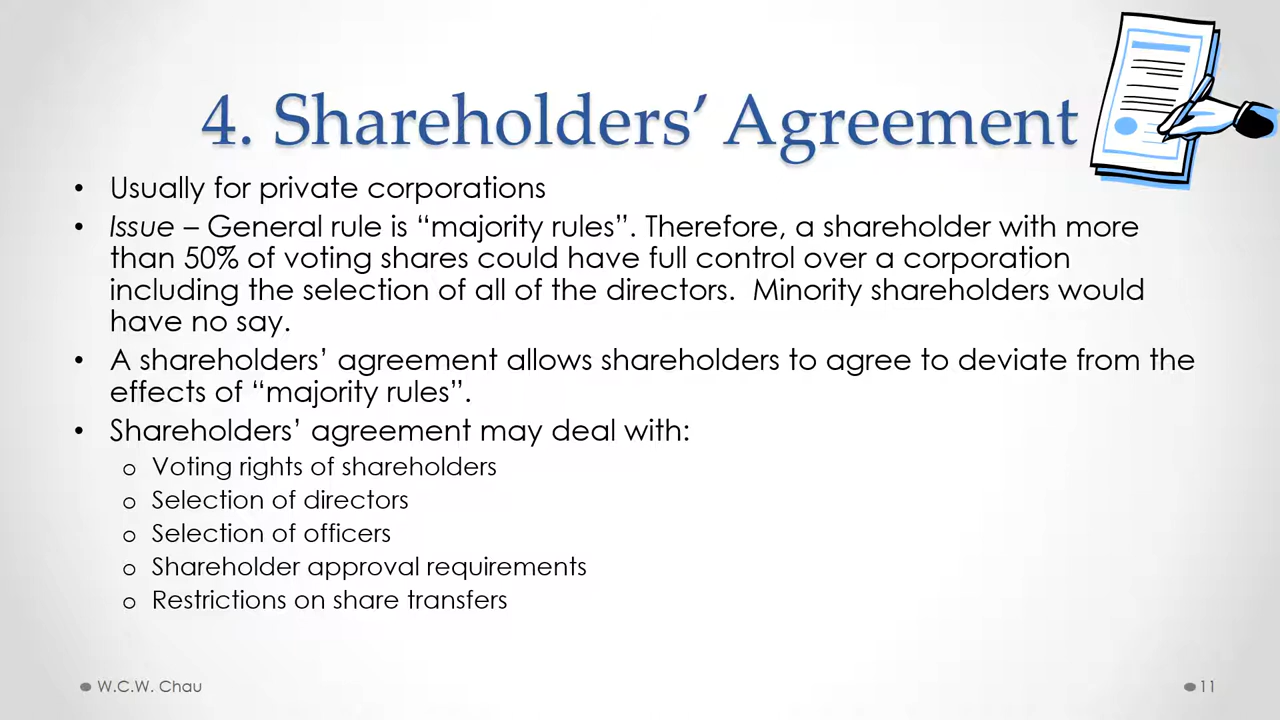 4. Shareholders’ Agreement
• Usually for private corporations
• Issue – General rule is “majority rules”. Therefore, a shareholder with more
than 50% of voting shares could have full control over a corporation
including the selection of all of the directors.  Minority shareholders would
have no say.
• A shareholders’ agreement allows shareholders to agree to deviate from the
effects of “majority rules”.
• Shareholders’ agreement may deal with:
o Voting rights of shareholders
o Selection of directors
o Selection of officers
o Shareholder approval requirements
o Restrictions on share transfers
W.C.W. Chau
11